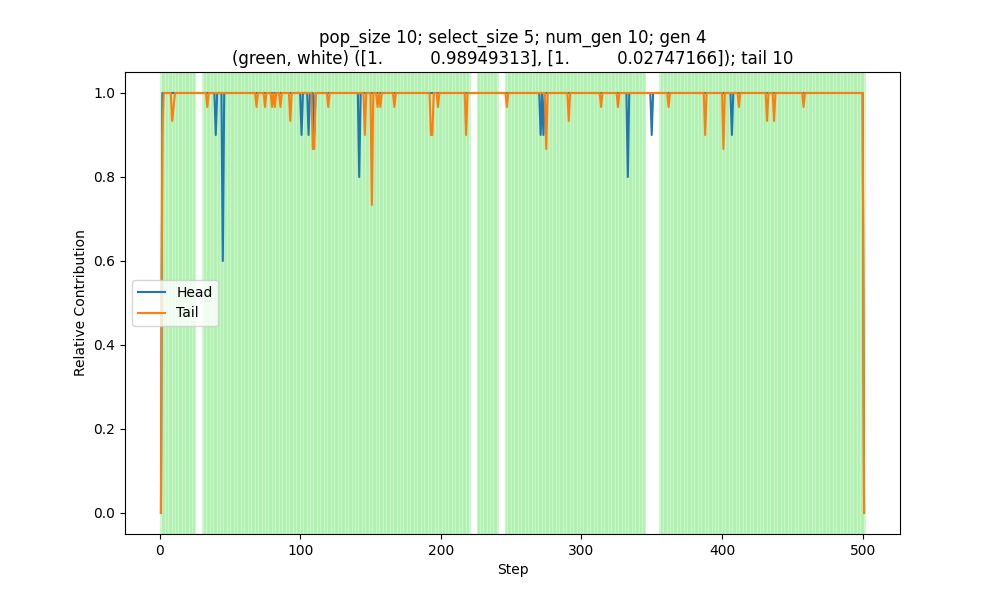 pop_size 10; select_size 5; num_gen 10; gen 4
(green, white) ([1.         0.98949313], [1.         0.02747166]); tail 10
1.0
0.8
0.6
0.4
0.2
0.0
Relative Contribution
Head
Tail
0
100
200
300
400
500
Step